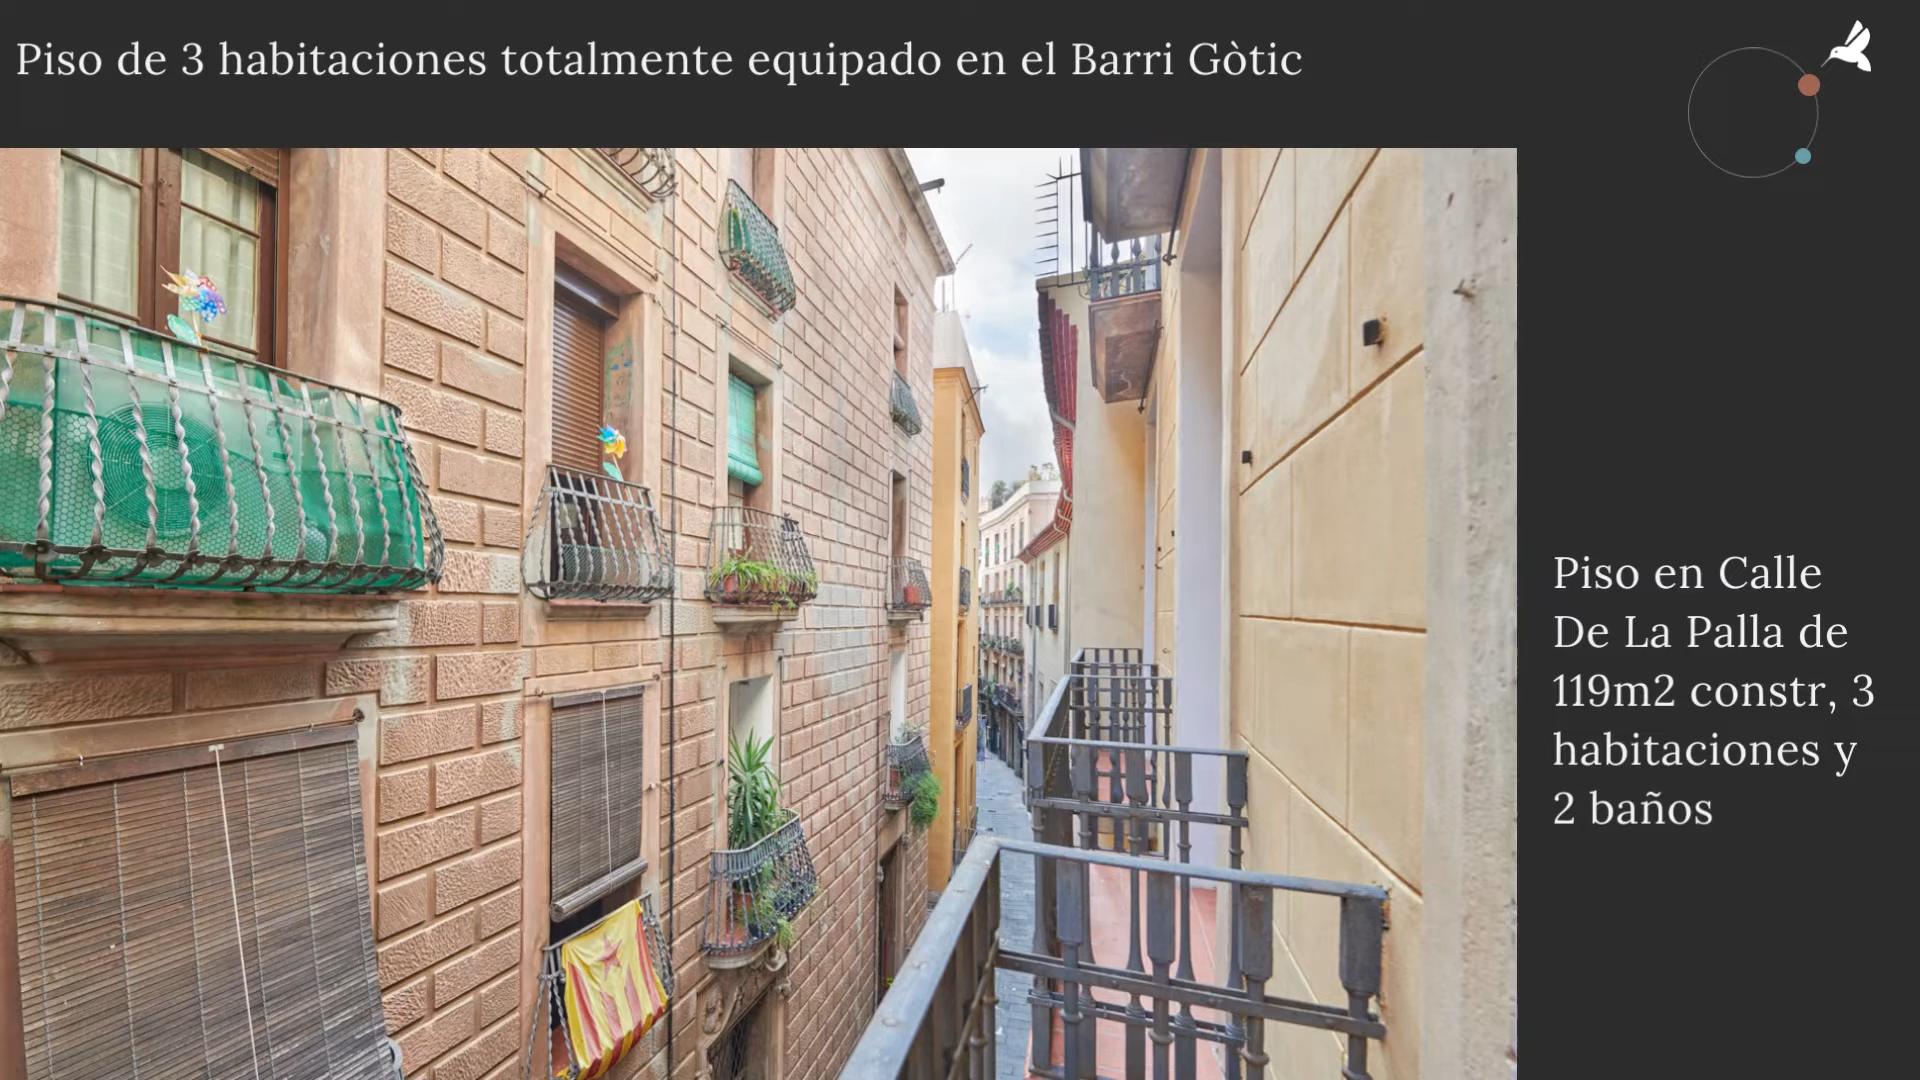 Piso de 3 habitaciones totalmente equipado en el Barri Gòtic
Piso en Calle
De La Palla de
119m2 constr, 3
habitaciones y
2 baños